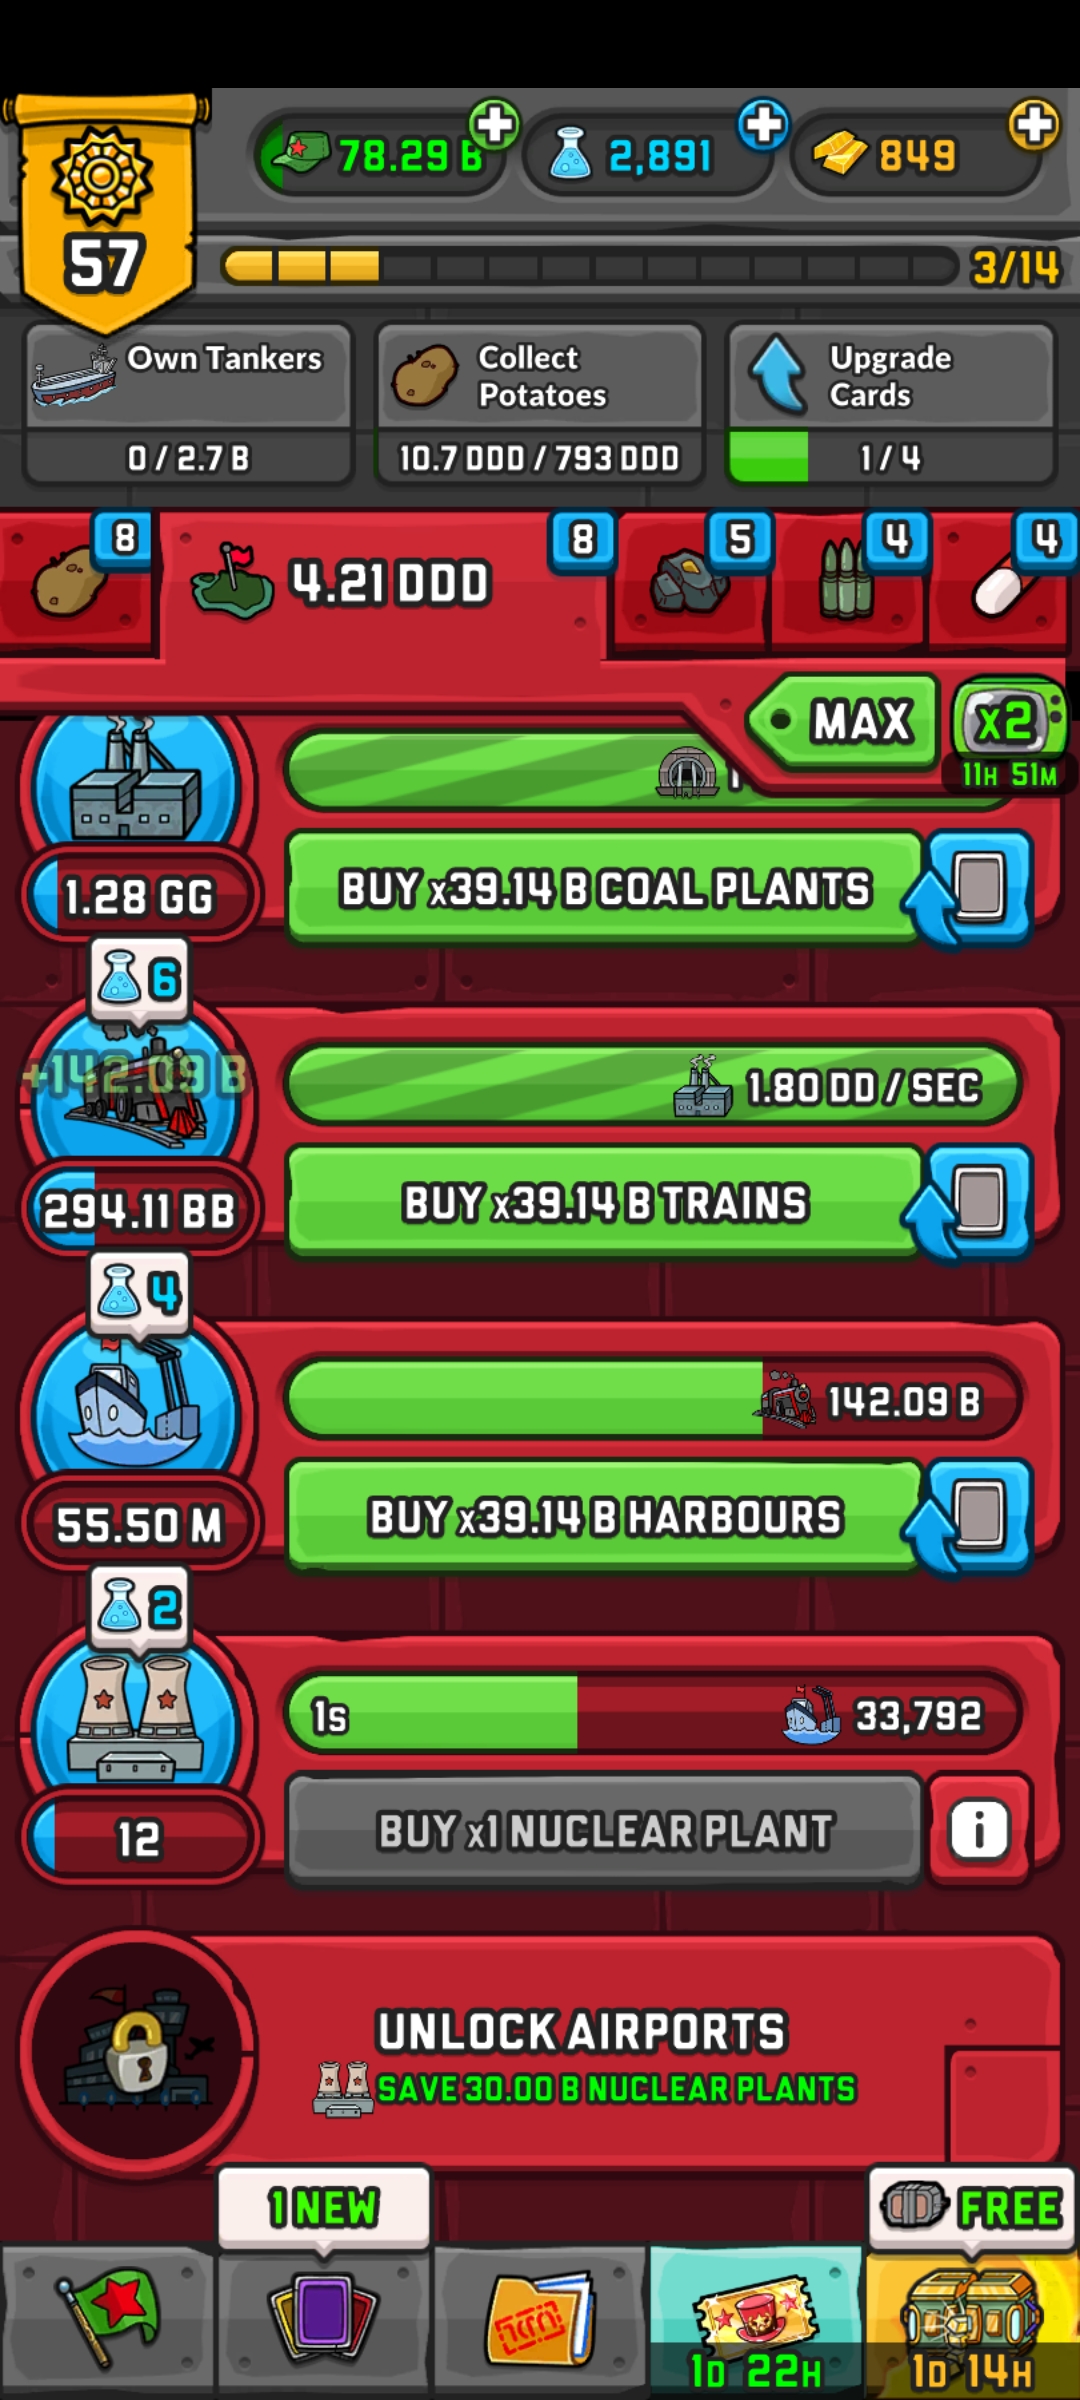 57
78.29 B
2,891
849
3/14
Own Tankers
0 / 2.7 B
Collect
Potatoes
10.7 DDD / 793 DDD
Upgrade
Cards
1 / 4
8
4.21 DDD
8
5
4
4
MAX
x2
11H 51M
1.28 GG
BUY x39.14 B COAL PLANTS
6
+142.09 B
1.80 DD / SEC
294.11 BB
BUY x39.14 B TRAINS
4
142.09 B
55.50 M
BUY x39.14 B HARBOURS
2
1s
33,792
12
BUY x1 NUCLEAR PLANT
i
UNLOCK AIRPORTS
SAVE 30.00 B NUCLEAR PLANTS
1 NEW
FREE
1D 22H
1D 14H